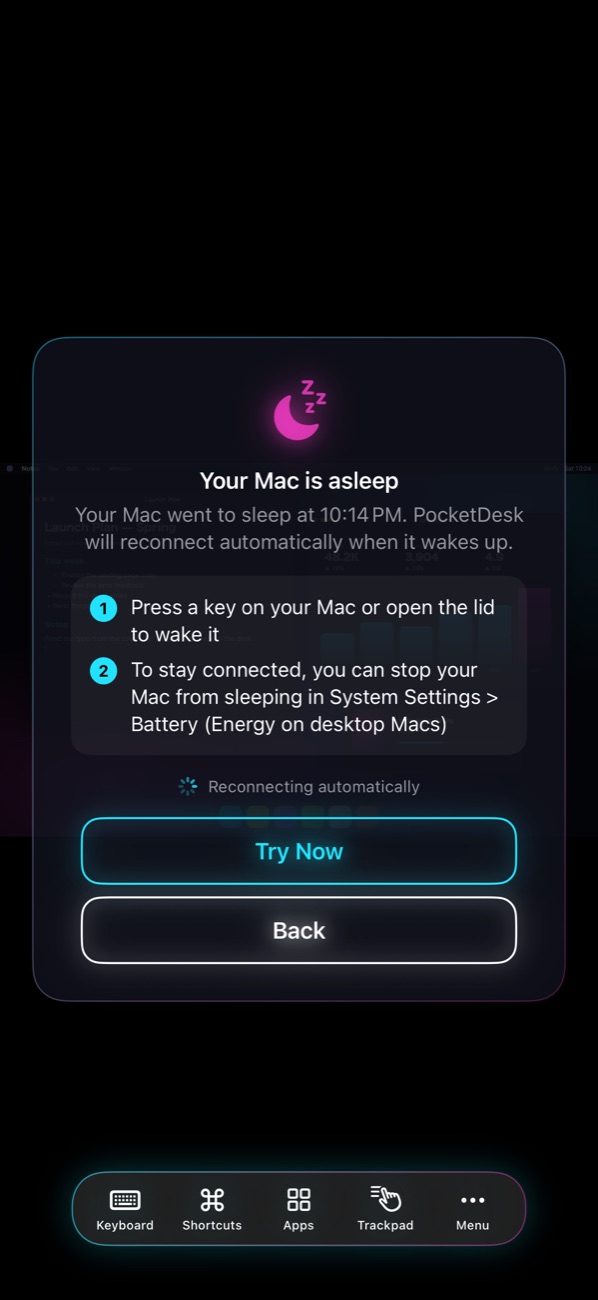 Your Mac is asleep
Your Mac went to sleep at 10:14 PM. PocketDesk
will reconnect automatically when it wakes up.
1 Press a key on your Mac or open the lid
to wake it
2 To stay connected, you can stop your
Mac from sleeping in System Settings >
Battery (Energy on desktop Macs)
Reconnecting automatically
Try Now
Back
Keyboard Shortcuts Apps Trackpad Menu